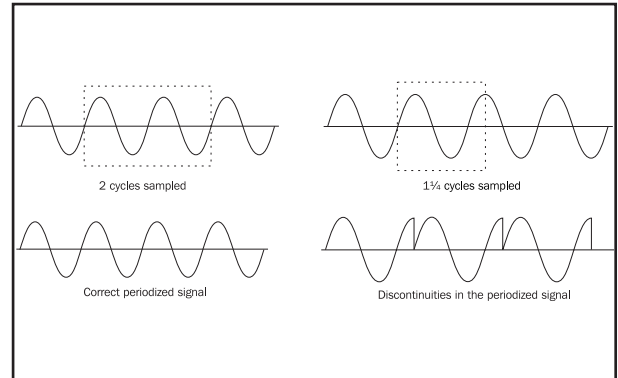 2 cycles sampled
1¼ cycles sampled
Correct periodized signal
Discontinuities in the periodized signal